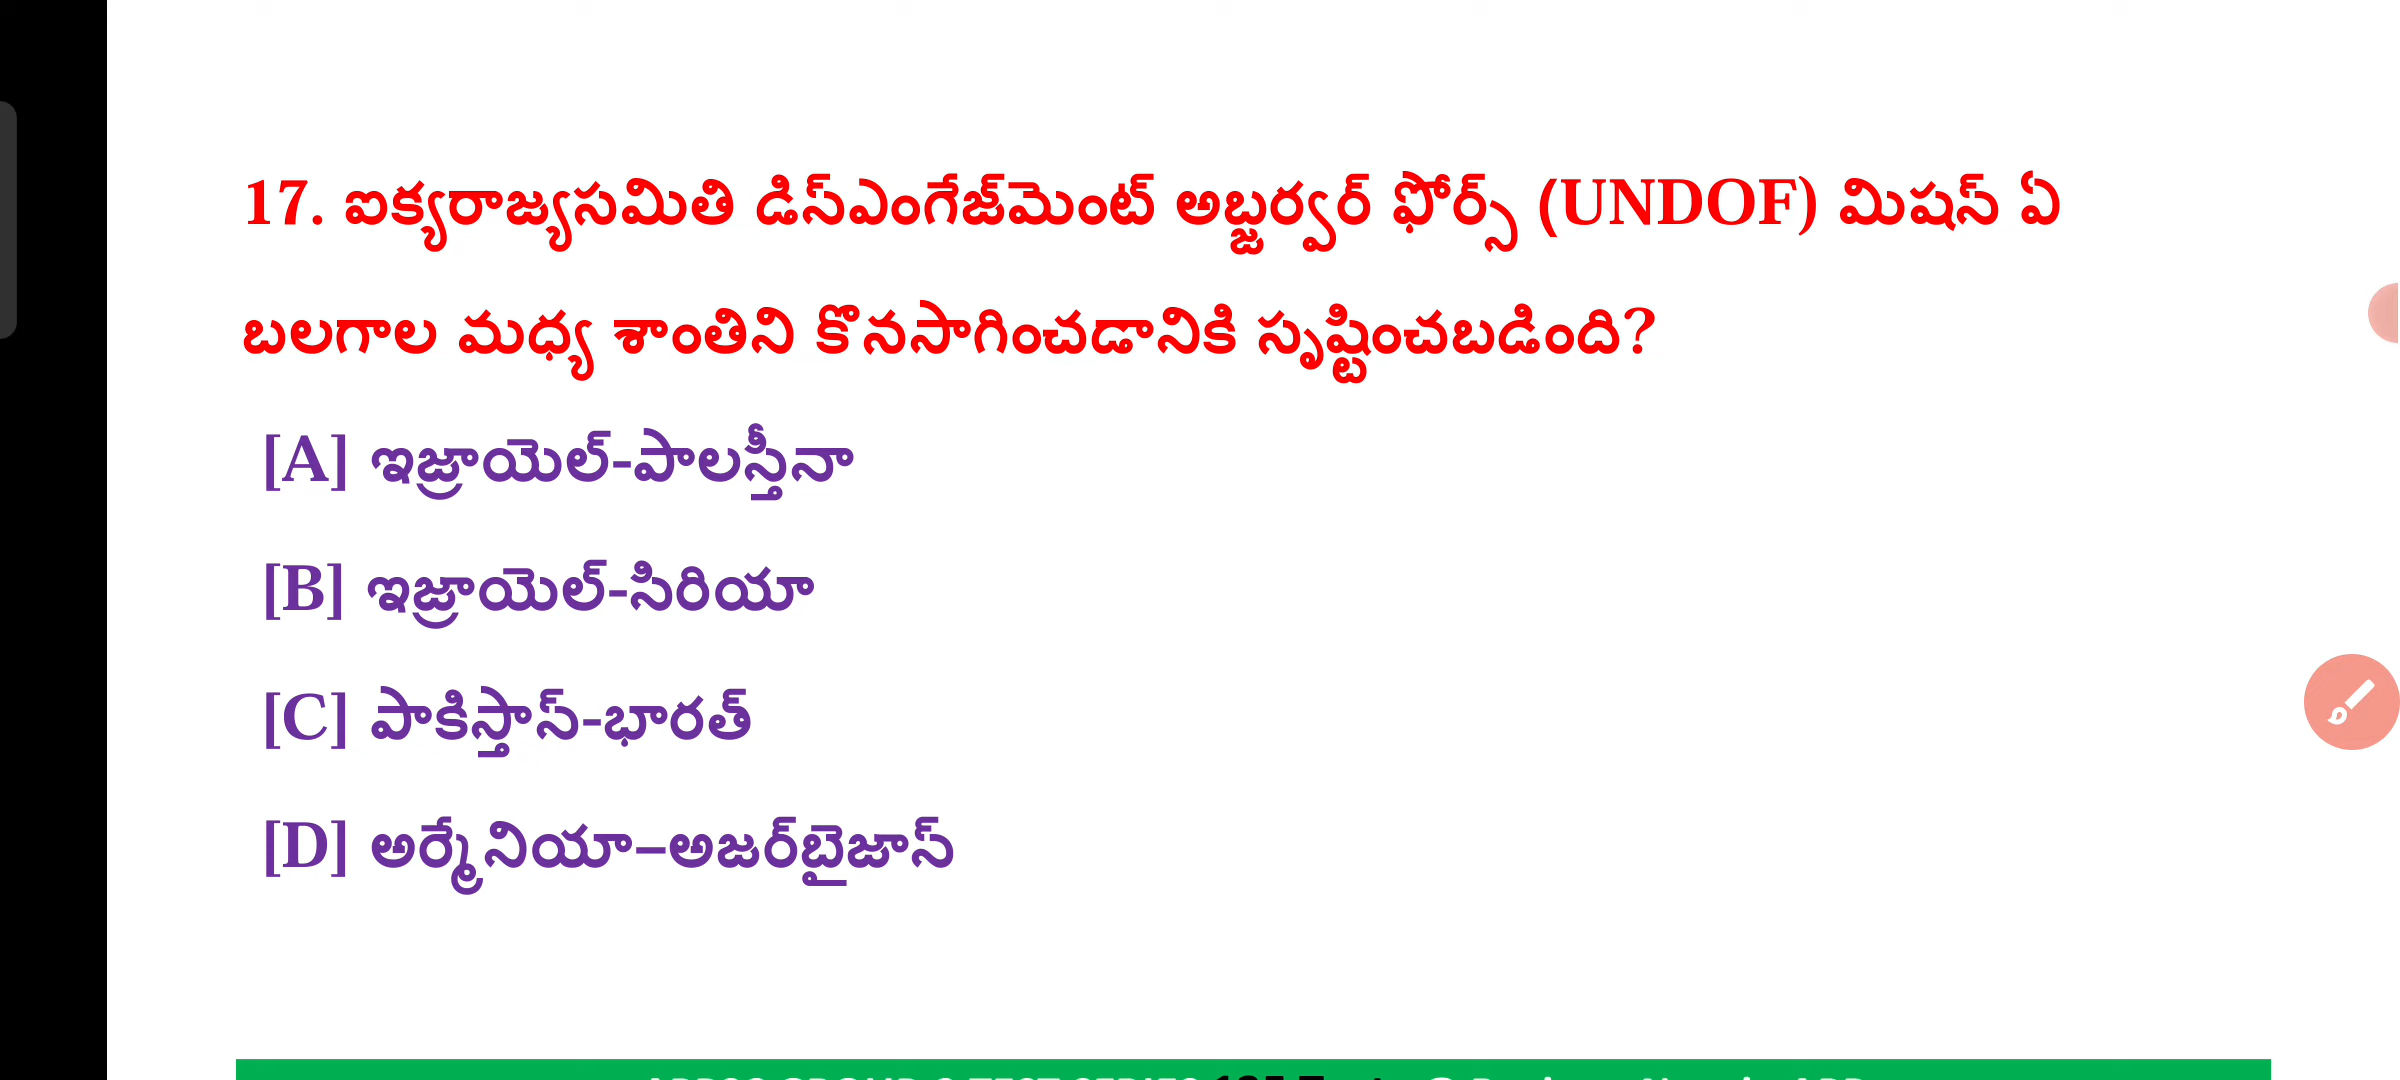 17. ఐక్యరాజ్యసమితి డిస్ఎంగేజ్‌మెంట్ అబ్జర్వర్ ఫోర్స్ (UNDOF) మిషన్ ఏ
బలగాల మధ్య శాంతిని కొనసాగించడానికి సృష్టించబడింది?
[A] ఇజ్రాయెల్-పాలస్తీనా
[B] ఇజ్రాయెల్-సిరియా
[C] పాకిస్తాన్-భారత్
[D] అర్మేనియా–అజర్‌బైజాన్